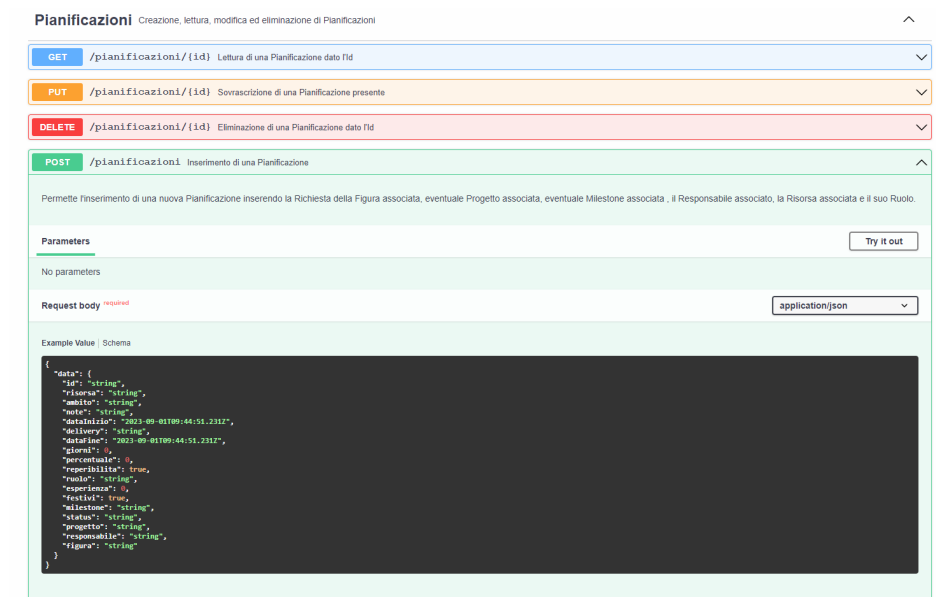 Pianificazioni Creazione, lettura, modifica ed eliminazione di Pianificazioni
GET /pianificazioni/{id} Lettura di una Pianificazione dato l'Id
PUT /pianificazioni/{id} Sovrascrizione di una Pianificazione presente
DELETE /pianificazioni/{id} Eliminazione di una Pianificazione dato l'Id
POST /pianificazioni Inserimento di una Pianificazione
Permette l'inserimento di una nuova Pianificazione inserendo la Richiesta della Figura associata, eventuale Progetto associata, eventuale Milestone associata , il Responsabile associato, la Risorsa associata e il suo Ruolo.
Parameters Try it out
No parameters
Request body required application/json
Example Value | Schema
{
"data": {
"id": "string",
"risorsa": "string",
"ambito": "string",
"note": "string",
"dataInizio": "2023-09-01T09:44:51.231Z",
"delivery": "string",
"dataFine": "2023-09-01T09:44:51.231Z",
"giorni": 0,
"percentuale": 0,
"reperibilita": true,
"ruolo": "string",
"esperienza": 0,
"festivi": true,
"milestone": "string",
"status": "string",
"progetto": "string",
"responsabile": "string",
"figura": "string"
}
}